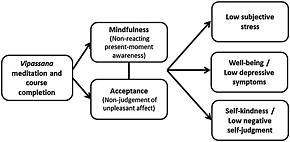 Vipassana
meditation and course
completion
Mindfulness
(Non-reacting
present-moment
awareness)
Acceptance
(Non-judgement of
unpleasant affect)
Low subjective
stress
Well-being /
Low depressive
symptoms
Self-kindness /
Low negative
self-judgment